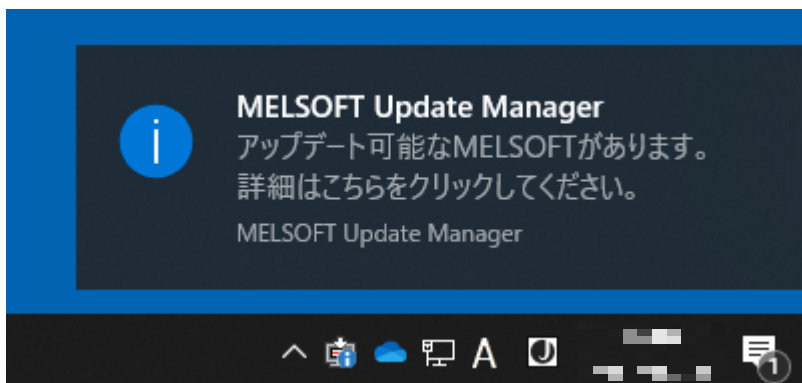 MELSOFT Update Manager
アップデート可能なMELSOFTがあります。
詳細はこちらをクリックしてください。
MELSOFT Update Manager
A
J
1